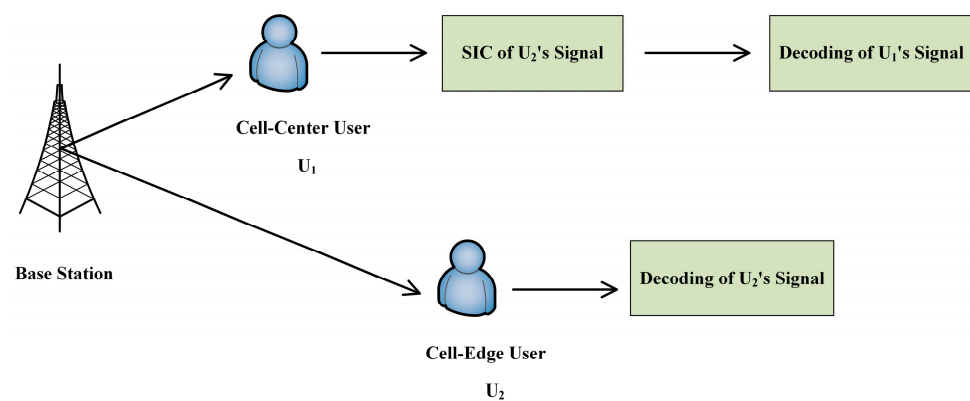 SIC of U₂'s Signal
Decoding of U₁'s Signal
Cell-Center User
U₁
Base Station
Decoding of U₂'s Signal
Cell-Edge User
U₂